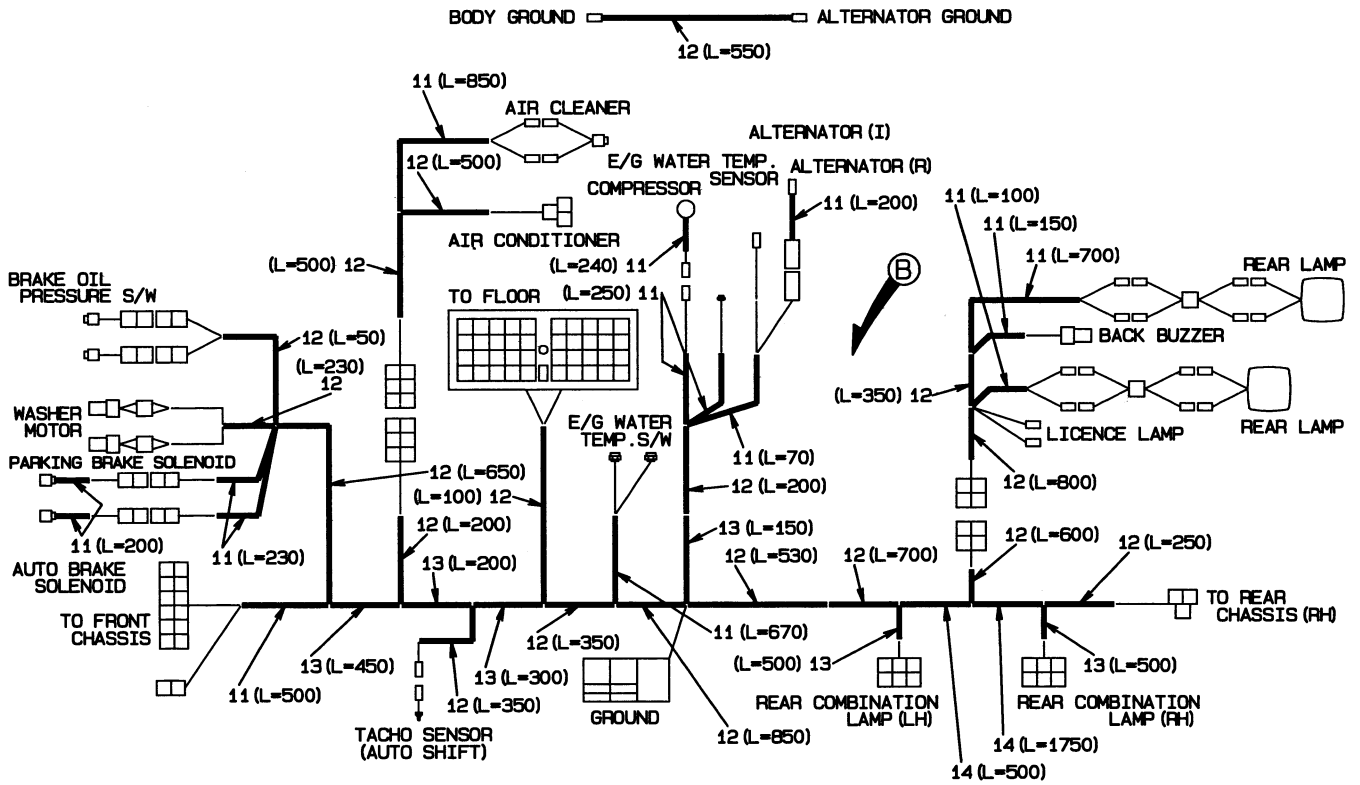 BODY GROUND
ALTERNATOR GROUND
12 (L=550)
11 (L=850)
AIR CLEANER
ALTERNATOR (I)
12 (L=500)
E/G WATER TEMP.
SENSOR
ALTERNATOR (R)
COMPRESSOR
11 (L=200)
11 (L=100)
11 (L=150)
AIR CONDITIONER
(L=500) 12
(L=240) 11
11 (L=700)
REAR LAMP
B
BRAKE OIL
PRESSURE S/W
TO FLOOR
(L=250) 11
12 (L=50)
BACK BUZZER
(L=230)
12
(L=350) 12
WASHER
MOTOR
E/G WATER
TEMP. S/W
LICENCE LAMP
REAR LAMP
PARKING BRAKE SOLENOID
11 (L=70)
12 (L=650)
12 (L=800)
(L=100) 12
12 (L=200)
12 (L=200)
13 (L=150)
11 (L=200)
11 (L=230)
12 (L=530)
12 (L=700)
12 (L=600)
12 (L=250)
AUTO BRAKE
SOLENOID
13 (L=200)
TO REAR
CHASSIS (RH)
TO FRONT
CHASSIS
12 (L=350)
11 (L=670)
13 (L=450)
13 (L=300)
(L=500) 13
13 (L=500)
11 (L=500)
12 (L=350)
GROUND
REAR COMBINATION
LAMP (LH)
REAR COMBINATION
LAMP (RH)
TACHO SENSOR
(AUTO SHIFT)
12 (L=850)
14 (L=1750)
14 (L=500)